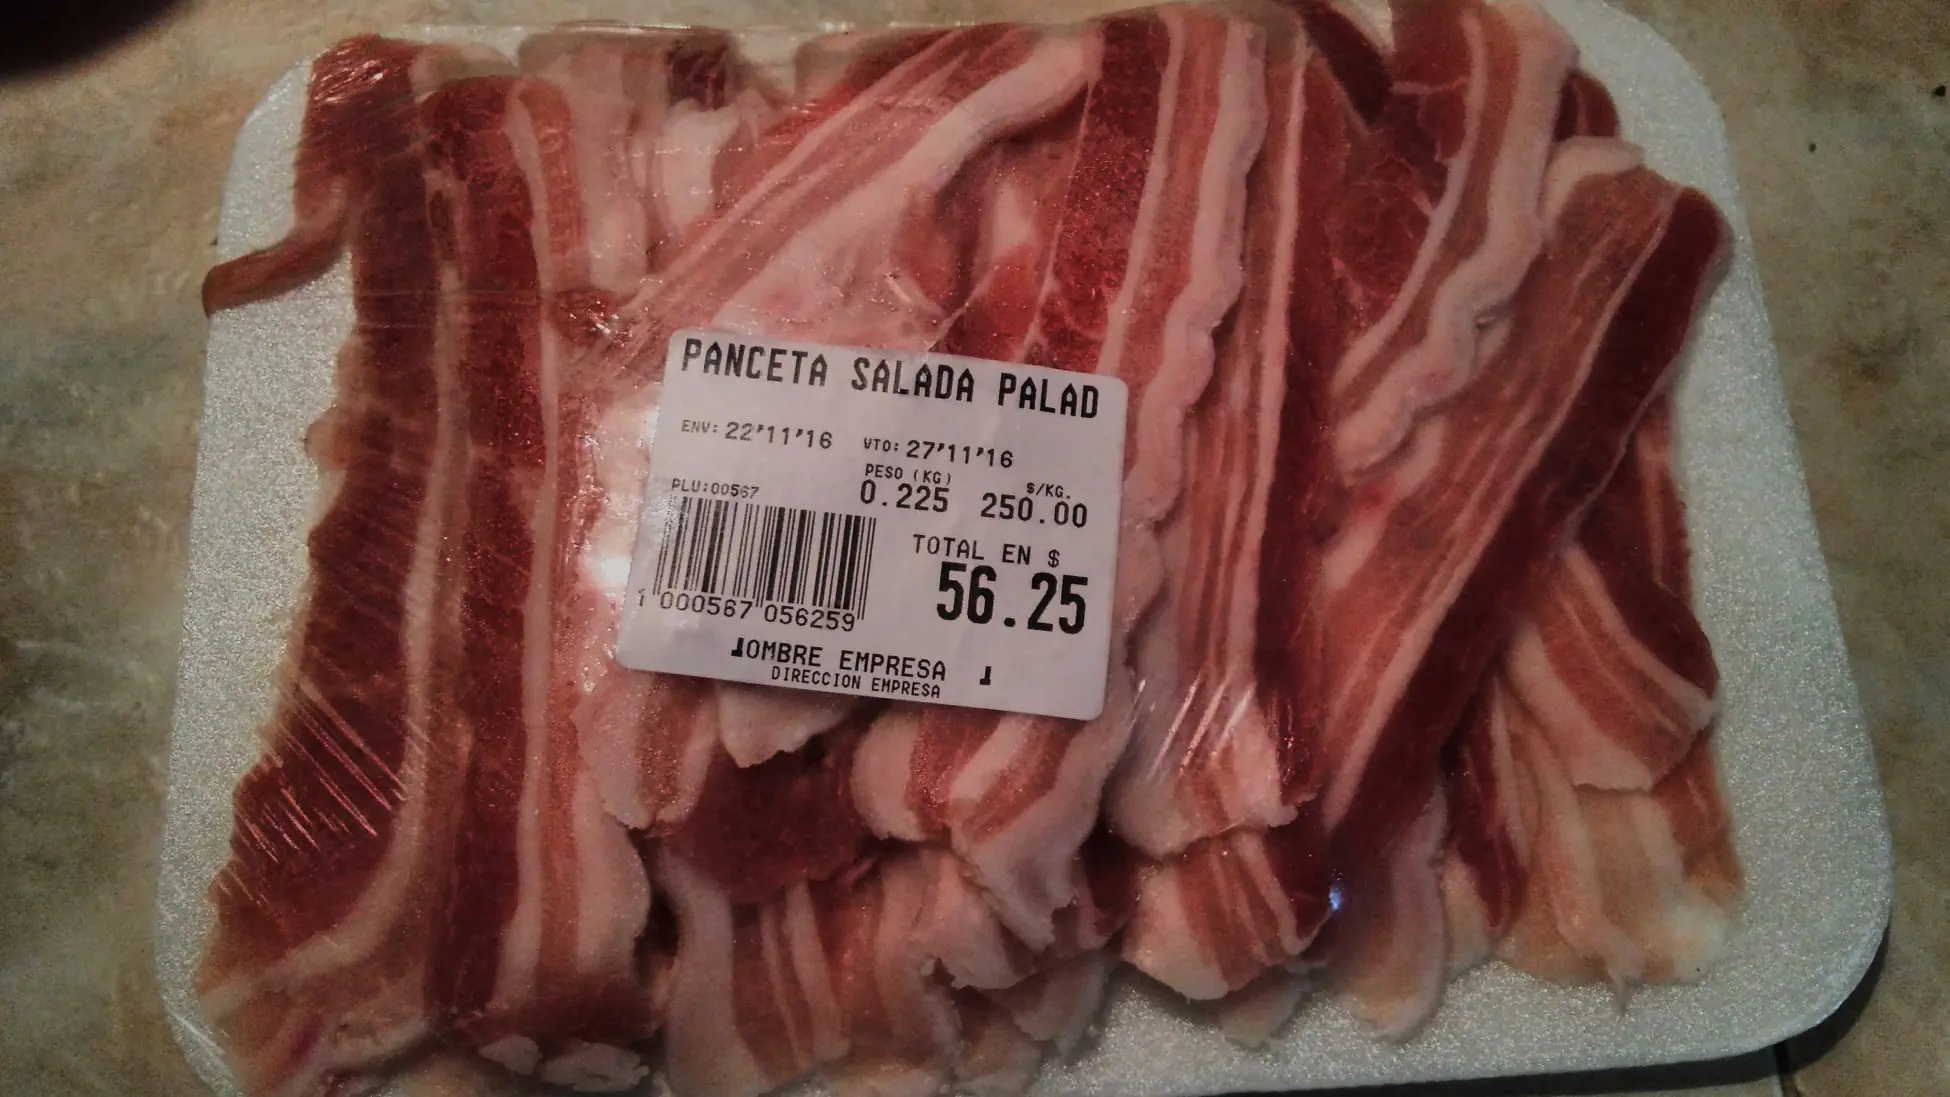 PANCETA SALADA PALAD
ENV: 22'11'16 VTO: 27'11'16
PESO (KG) $/KG.
PLU:00567 0.225 250.00
TOTAL EN $
56.25
1 000567 056259
OMBRE EMPRESA
DIRECCION EMPRESA